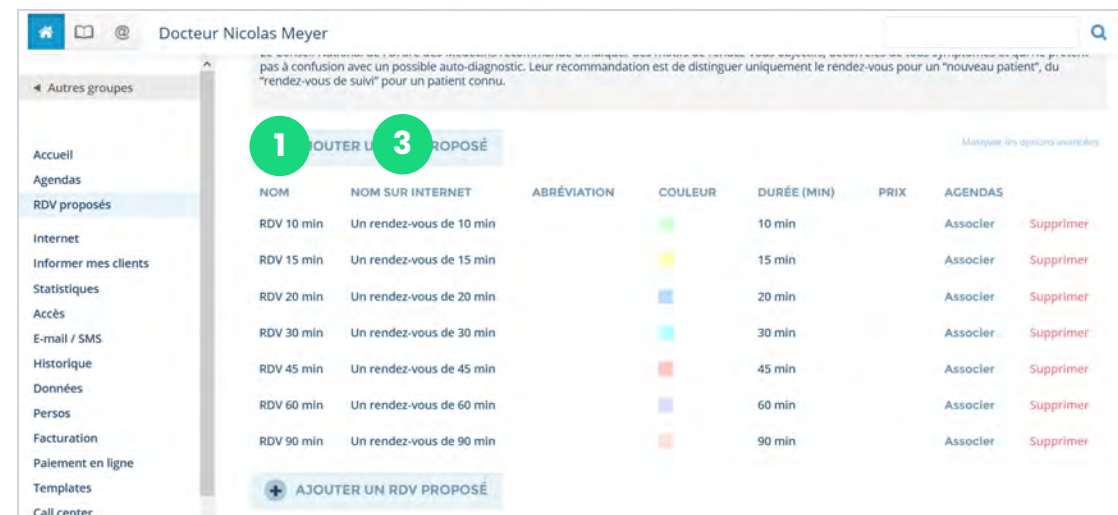 @ Docteur Nicolas Meyer
pas à confusion avec un possible auto-diagnostic. Leur recommandation est de distinguer uniquement le rendez-vous pour un "nouveau patient", du
"rendez-vous de suivi" pour un patient connu.
Autres groupes
Accueil
Agendas
RDV proposés
Internet
Informer mes clients
Statistiques
Accès
E-mail / SMS
Historique
Données
Persos
Facturation
Paiement en ligne
Templates
Call center
1 3
Masquer les options avancées
NOM NOM SUR INTERNET ABRÉVIATION COULEUR DURÉE (MIN) PRIX AGENDAS
RDV 10 min Un rendez-vous de 10 min 10 min Associer Supprimer
RDV 15 min Un rendez-vous de 15 min 15 min Associer Supprimer
RDV 20 min Un rendez-vous de 20 min 20 min Associer Supprimer
RDV 30 min Un rendez-vous de 30 min 30 min Associer Supprimer
RDV 45 min Un rendez-vous de 45 min 45 min Associer Supprimer
RDV 60 min Un rendez-vous de 60 min 60 min Associer Supprimer
RDV 90 min Un rendez-vous de 90 min 90 min Associer Supprimer
AJOUTER UN RDV PROPOSÉ